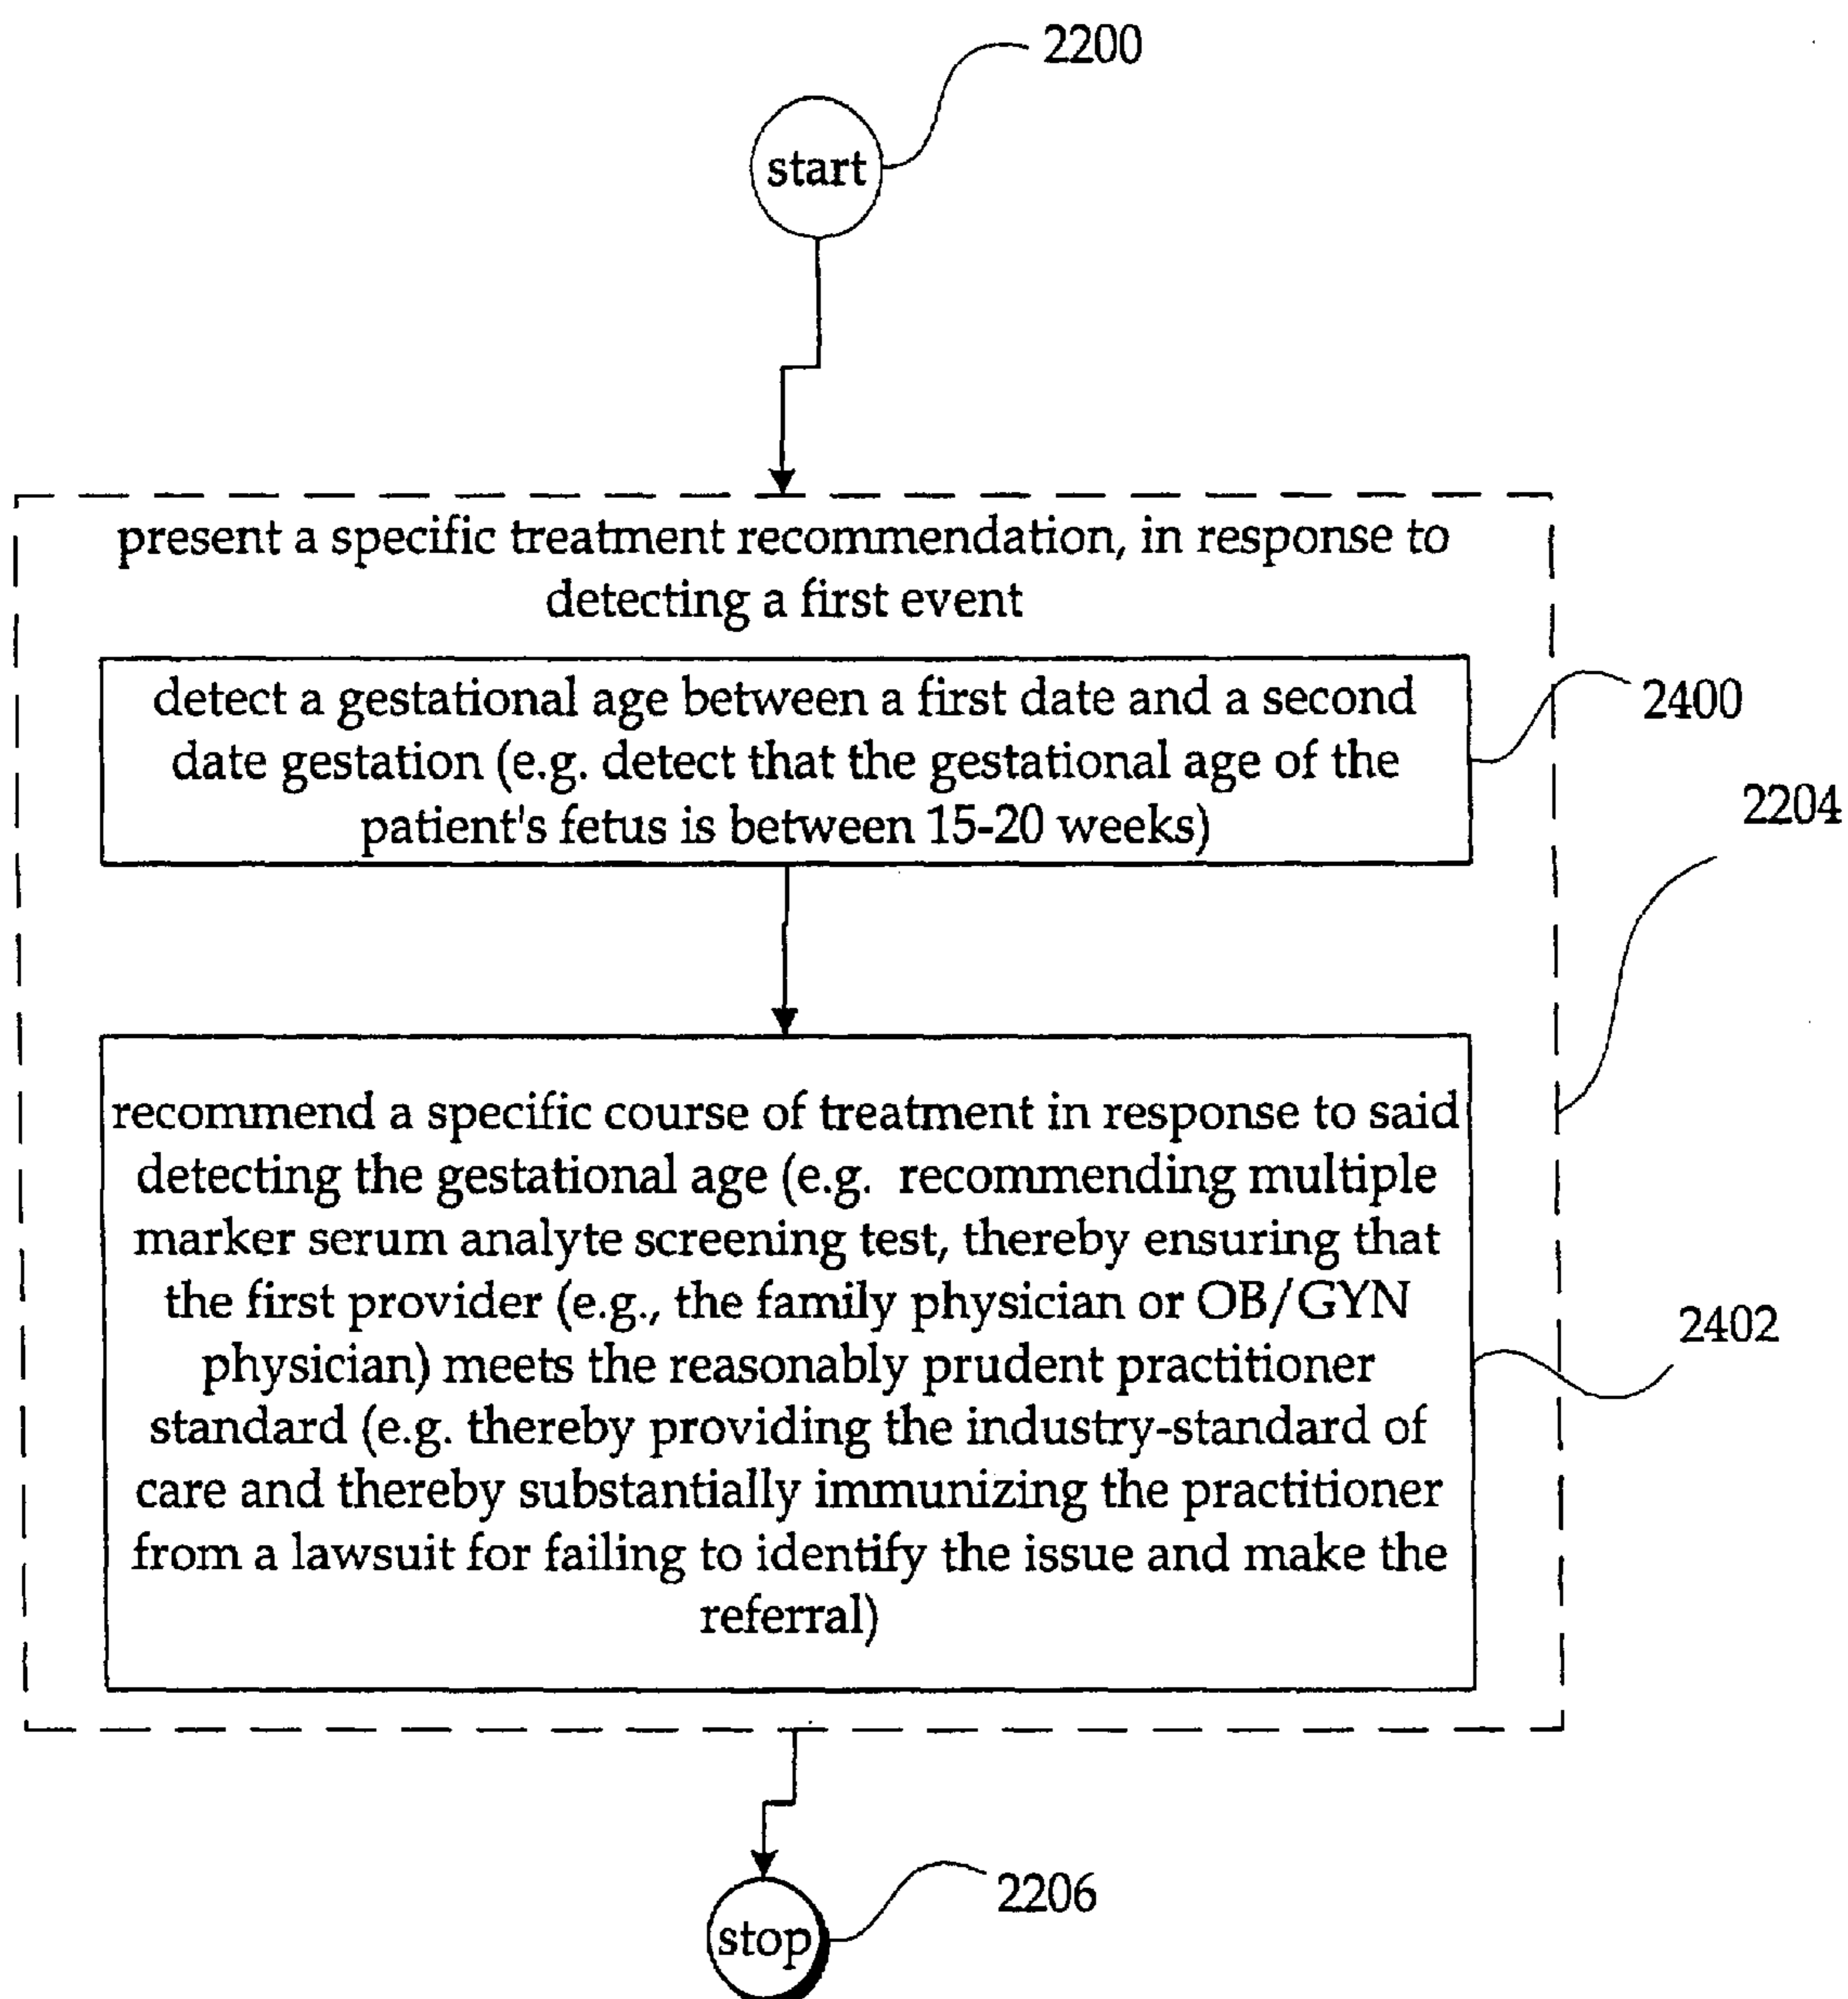 2200
start
present a specific treatment recommendation, in response to
detecting a first event
detect a gestational age between a first date and a second
date gestation (e.g. detect that the gestational age of the
patient's fetus is between 15-20 weeks)
2400
2204
recommend a specific course of treatment in response to said
detecting the gestational age (e.g. recommending multiple
marker serum analyte screening test, thereby ensuring that
the first provider (e.g., the family physician or OB/GYN
physician) meets the reasonably prudent practitioner
standard (e.g. thereby providing the industry-standard of
care and thereby substantially immunizing the practitioner
from a lawsuit for failing to identify the issue and make the
referral)
2402
2206
stop